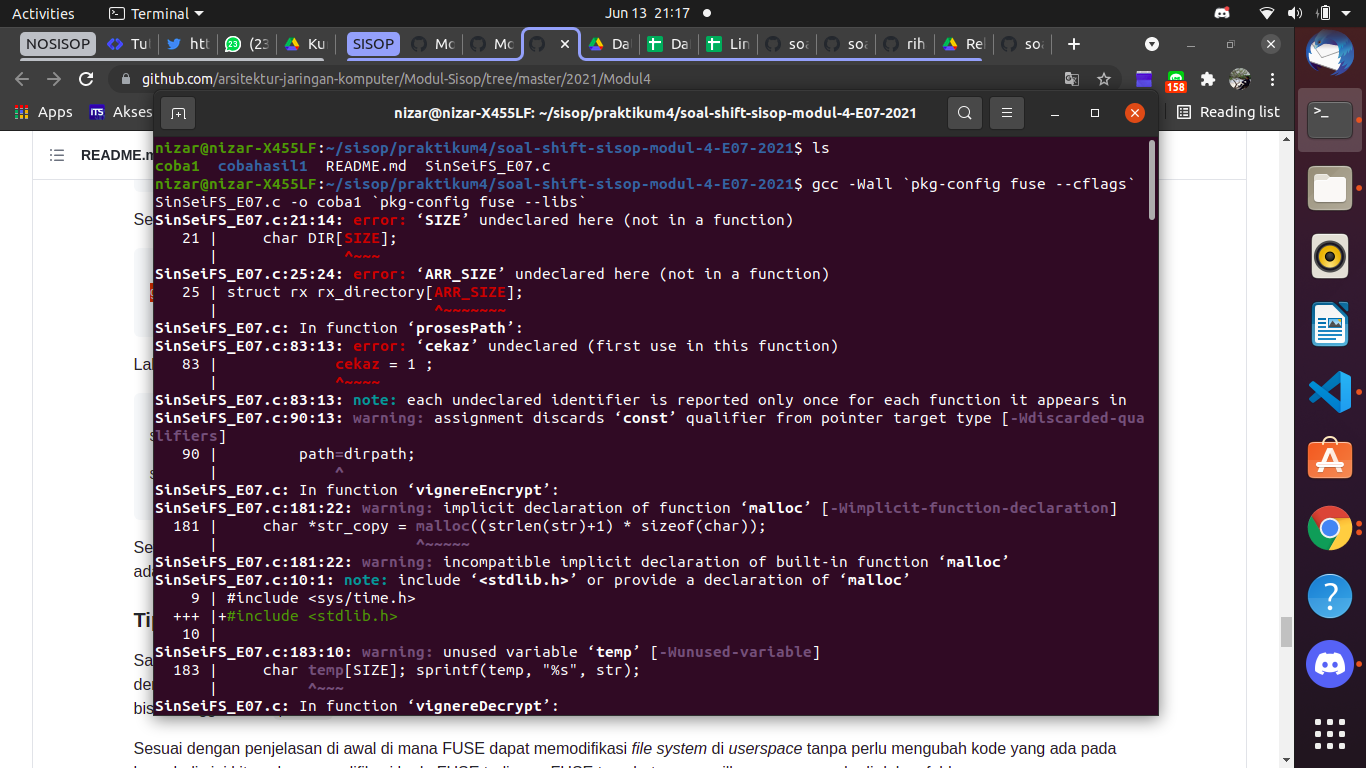 Activities Terminal Jun 13 21:17
NOSISOP Tut htt (23 Ku SISOP Mo Mo Da Da Lin soa soa rih Rel soa
github.com/arsitektur-jaringan-komputer/Modul-Sisop/tree/master/2021/Modul4
158
Apps Akses Reading list
nizar@nizar-X455LF: ~/sisop/praktikum4/soal-shift-sisop-modul-4-E07-2021
README.m
nizar@nizar-X455LF:~/sisop/praktikum4/soal-shift-sisop-modul-4-E07-2021$ ls
coba1 cobahasil1 README.md SinSeiFS_E07.c
nizar@nizar-X455LF:~/sisop/praktikum4/soal-shift-sisop-modul-4-E07-2021$ gcc -Wall `pkg-config fuse --cflags`
SinSeiFS_E07.c -o coba1 `pkg-config fuse --libs`
SinSeiFS_E07.c:21:14: error: ‘SIZE’ undeclared here (not in a function)
21 | char DIR[SIZE];
| ^~~~
SinSeiFS_E07.c:25:24: error: ‘ARR_SIZE’ undeclared here (not in a function)
25 | struct rx rx_directory[ARR_SIZE];
| ^~~~~~~~
SinSeiFS_E07.c: In function ‘prosesPath’:
SinSeiFS_E07.c:83:13: error: ‘cekaz’ undeclared (first use in this function)
83 | cekaz = 1 ;
| ^~~~~
SinSeiFS_E07.c:83:13: note: each undeclared identifier is reported only once for each function it appears in
SinSeiFS_E07.c:90:13: warning: assignment discards ‘const’ qualifier from pointer target type [-Wdiscarded-qua
lifiers]
90 | path=dirpath;
| ^
SinSeiFS_E07.c: In function ‘vignereEncrypt’:
SinSeiFS_E07.c:181:22: warning: implicit declaration of function ‘malloc’ [-Wimplicit-function-declaration]
181 | char *str_copy = malloc((strlen(str)+1) * sizeof(char));
| ^~~~~~
SinSeiFS_E07.c:181:22: warning: incompatible implicit declaration of built-in function ‘malloc’
SinSeiFS_E07.c:10:1: note: include ‘<stdlib.h>’ or provide a declaration of ‘malloc’
9 | #include <sys/time.h>
+++ |+#include <stdlib.h>
10 |
SinSeiFS_E07.c:183:10: warning: unused variable ‘temp’ [-Wunused-variable]
183 | char temp[SIZE]; sprintf(temp, "%s", str);
| ^~~~
SinSeiFS_E07.c: In function ‘vignereDecrypt’:
Sesuai dengan penjelasan di awal di mana FUSE dapat memodifikasi file system di userspace tanpa perlu mengubah kode yang ada pada